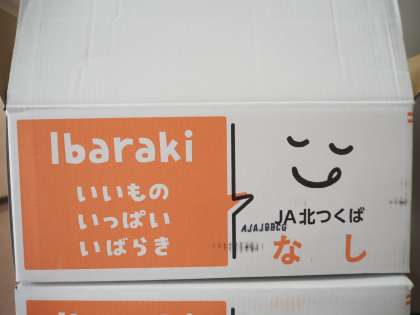 Ibaraki
いいもの
いっぱい
いばらき
JA北つくば
なし